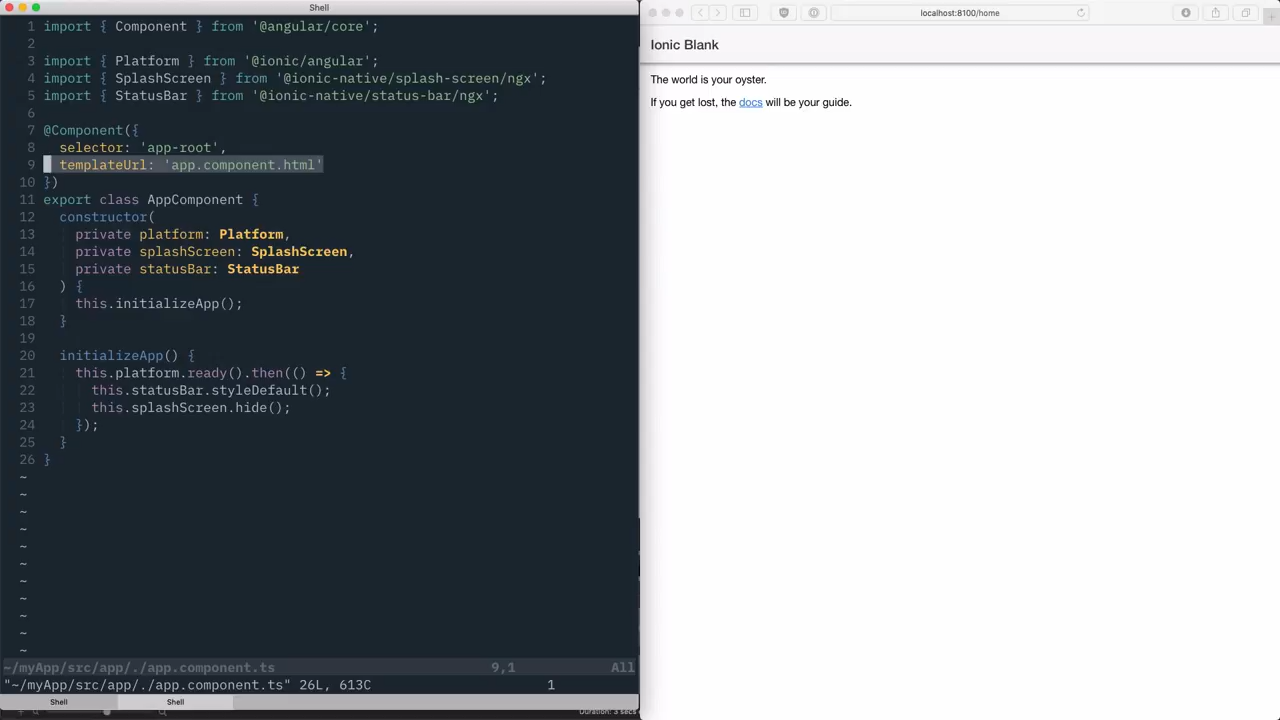 Shell
1 import { Component } from '@angular/core';
2
3 import { Platform } from '@ionic/angular';
4 import { SplashScreen } from '@ionic-native/splash-screen/ngx';
5 import { StatusBar } from '@ionic-native/status-bar/ngx';
6
7 @Component({
8   selector: 'app-root',
9   templateUrl: 'app.component.html'
10 })
11 export class AppComponent {
12   constructor(
13     private platform: Platform,
14     private splashScreen: SplashScreen,
15     private statusBar: StatusBar
16   ) {
17     this.initializeApp();
18   }
19
20   initializeApp() {
21     this.platform.ready().then(() => {
22       this.statusBar.styleDefault();
23       this.splashScreen.hide();
24     });
25   }
26 }
~
~
~
~
~
~
~
~
~
~
~
~/myApp/src/app/./app.component.ts 9,1 All
"~/myApp/src/app/./app.component.ts" 26L, 613C 1
Shell Shell
Duration: 3 secs
localhost:8100/home
Ionic Blank
The world is your oyster.
If you get lost, the docs will be your guide.